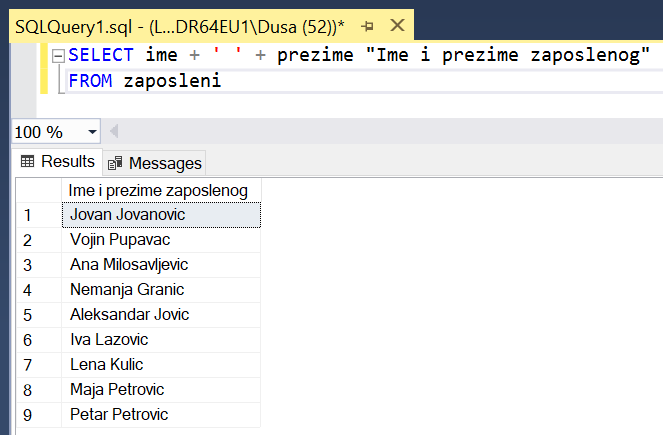 SQLQuery1.sql - (L...DR64EU1\Dusa (52))*
SELECT ime + ' ' + prezime "Ime i prezime zaposlenog"
FROM zaposleni
100 %
Results Messages
Ime i prezime zaposlenog
1 Jovan Jovanovic
2 Vojin Pupavac
3 Ana Milosavljevic
4 Nemanja Granic
5 Aleksandar Jovic
6 Iva Lazovic
7 Lena Kulic
8 Maja Petrovic
9 Petar Petrovic